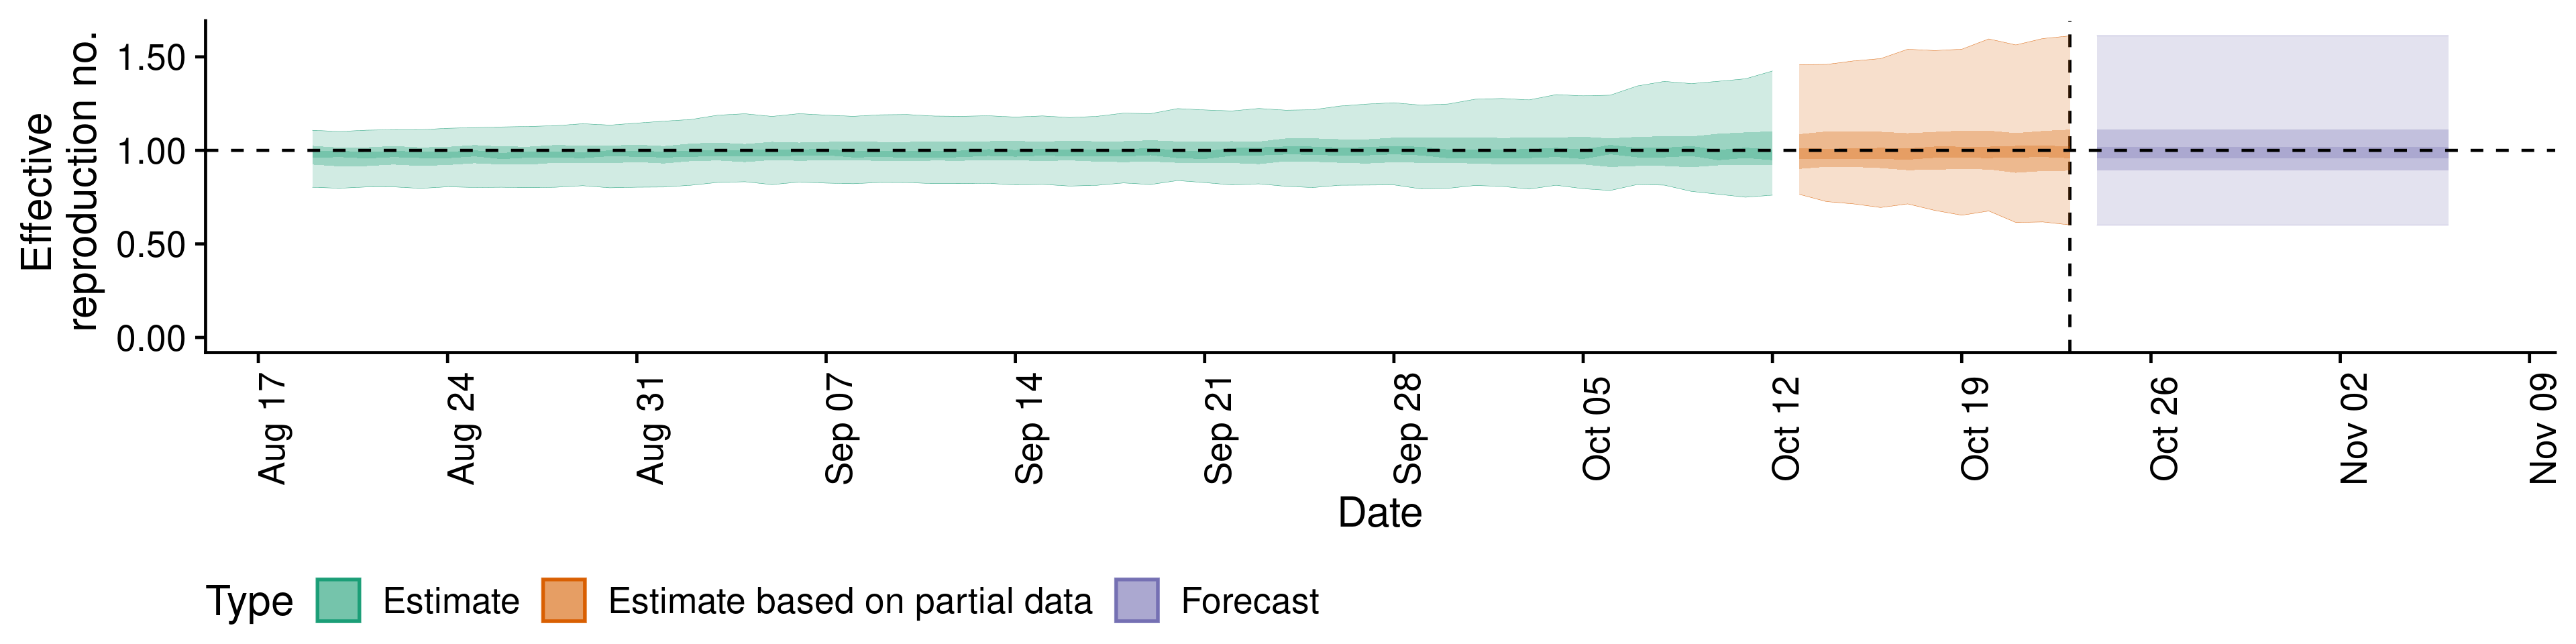 Effective
reproduction no.
1.50
1.00
0.50
0.00
Aug 17
Aug 24
Aug 31
Sep 07
Sep 14
Sep 21
Sep 28
Oct 05
Oct 12
Oct 19
Oct 26
Nov 02
Nov 09
Date
Type Estimate Estimate based on partial data Forecast